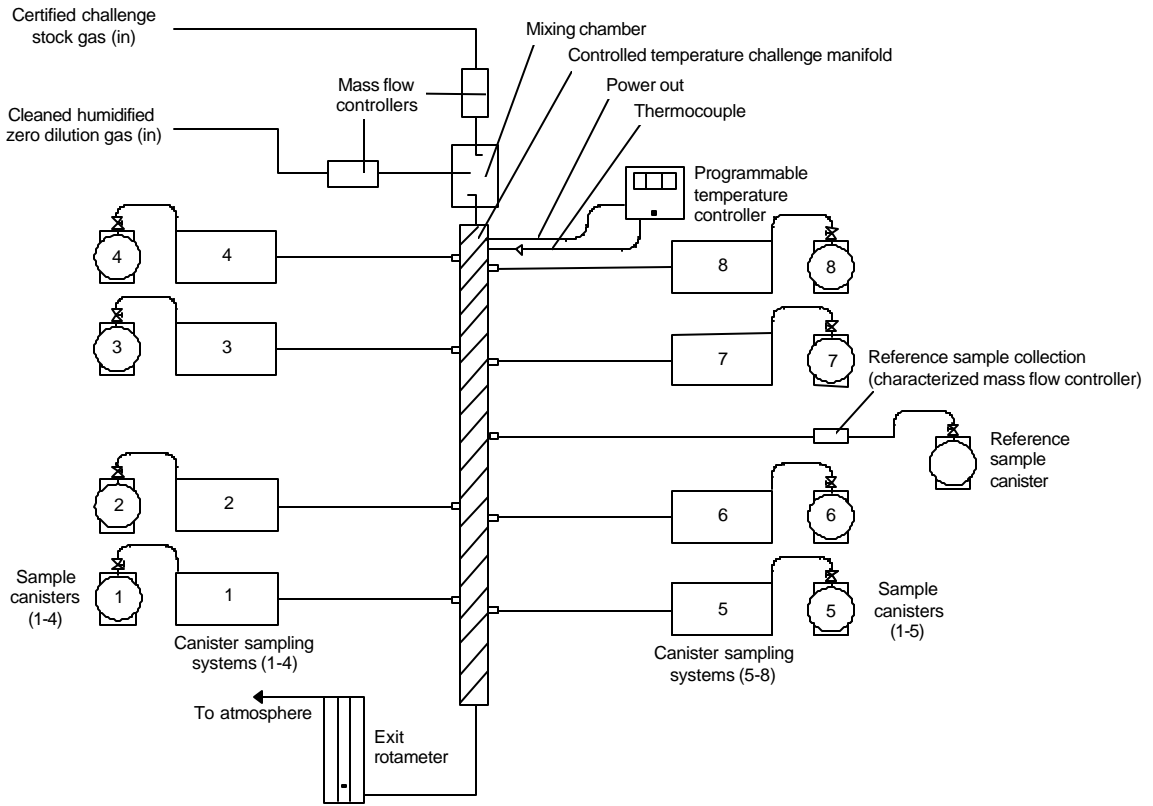 Certified challenge
stock gas (in)
Mixing chamber
Controlled temperature challenge manifold
Mass flow
controllers
Power out
Thermocouple
Cleaned humidified
zero dilution gas (in)
Programmable
temperature
controller
4
4
8
8
3
3
7
7
Reference sample collection
(characterized mass flow controller)
Reference
sample
canister
2
2
6
6
Sample
canisters
(1-4)
1
1
5
5
Sample
canisters
(1-5)
Canister sampling
systems (1-4)
Canister sampling
systems (5-8)
To atmosphere
Exit
rotameter